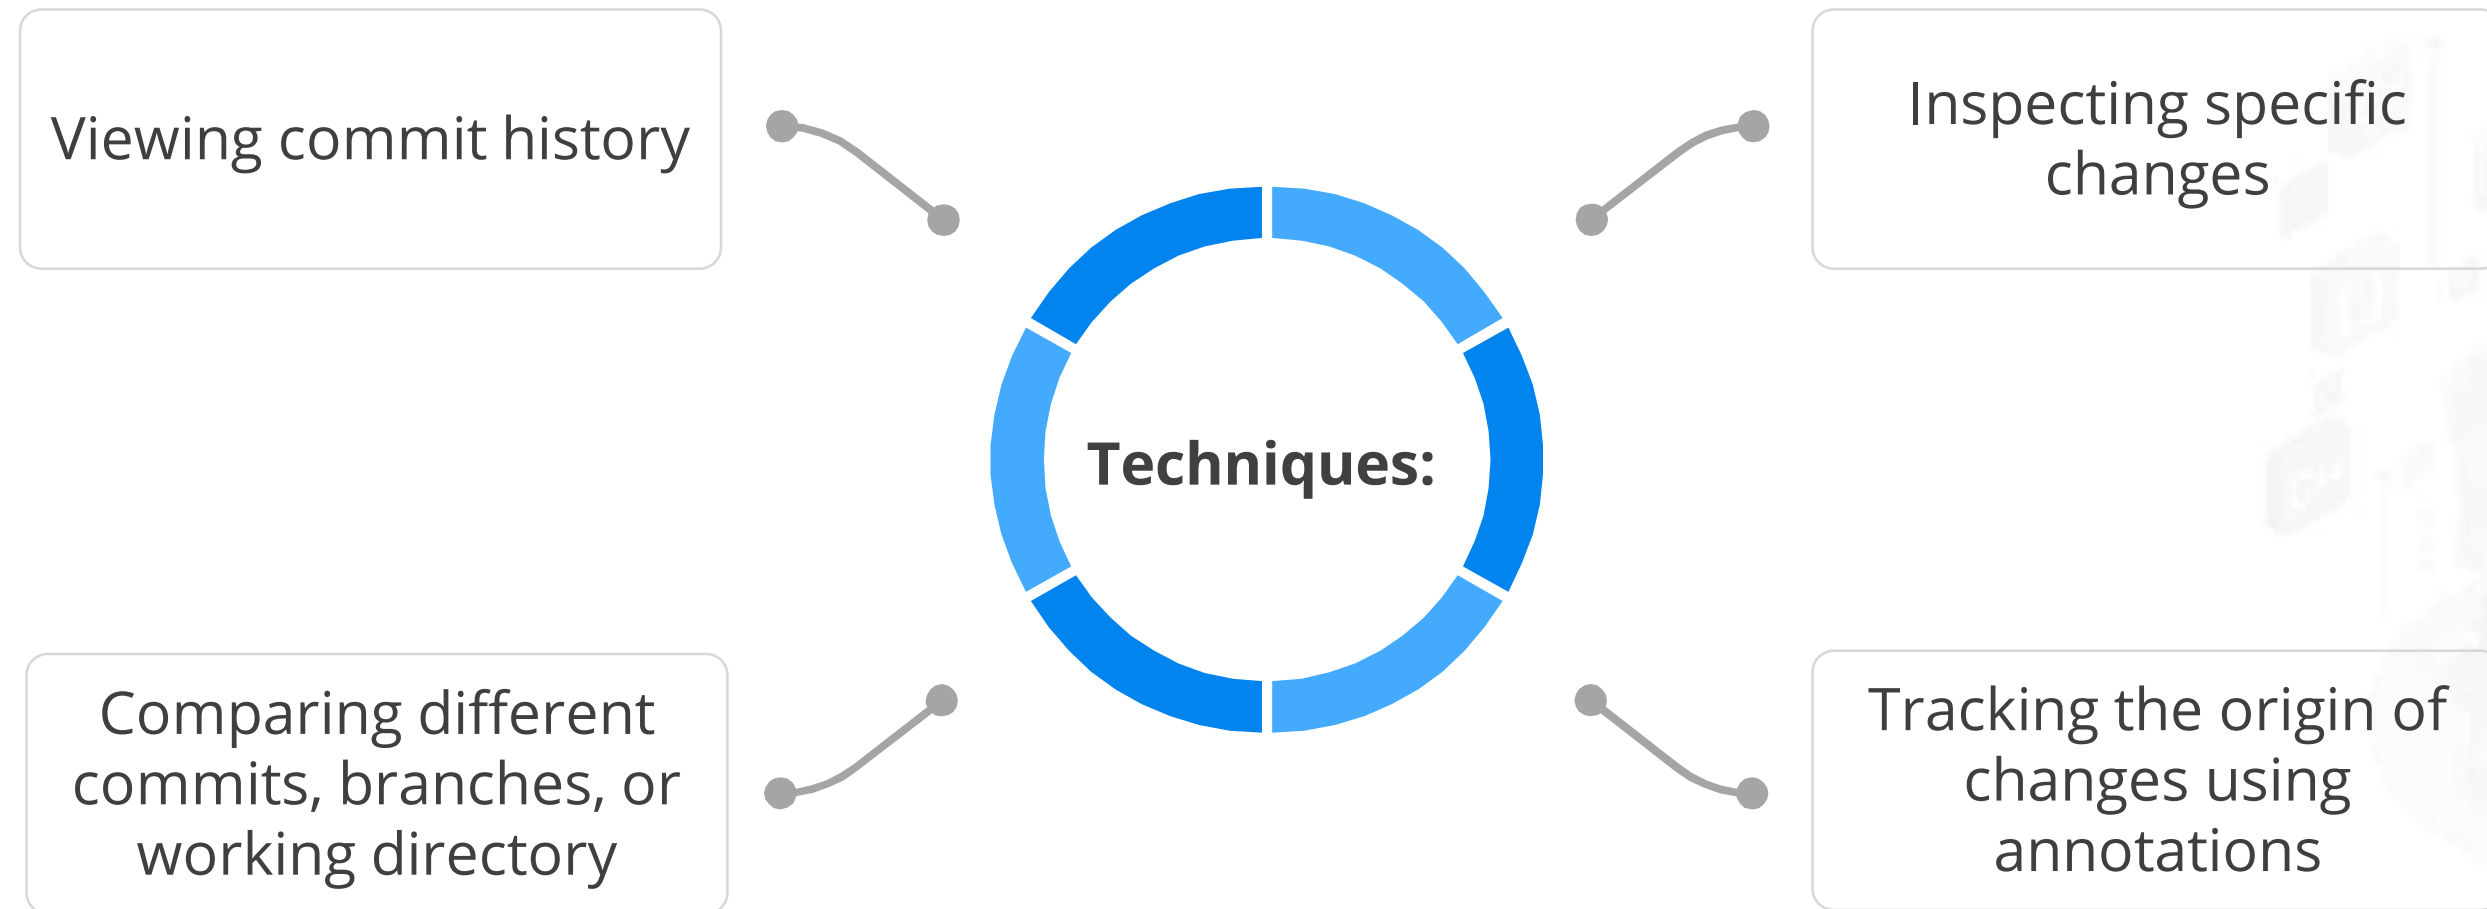 Viewing commit history
Inspecting specific
changes
Techniques:
Comparing different
commits, branches, or
working directory
Tracking the origin of
changes using
annotations